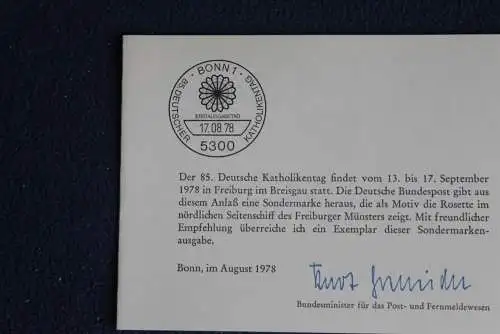 BONN 1
85. DEUTSCHER KATHOLIKENTAG
ERSTAUSGABETAG
17.08.78
5300
Der 85. Deutsche Katholikentag findet vom 13. bis 17. September
1978 in Freiburg im Breisgau statt. Die Deutsche Bundespost gibt aus
diesem Anlaß eine Sondermarke heraus, die als Motiv die Rosette im
nördlichen Seitenschiff des Freiburger Münsters zeigt. Mit freundlicher
Empfehlung überreiche ich ein Exemplar dieser Sondermarken-
ausgabe.
Bonn, im August 1978
Kurt Gscheidle
Bundesminister für das Post- und Fernmeldewesen